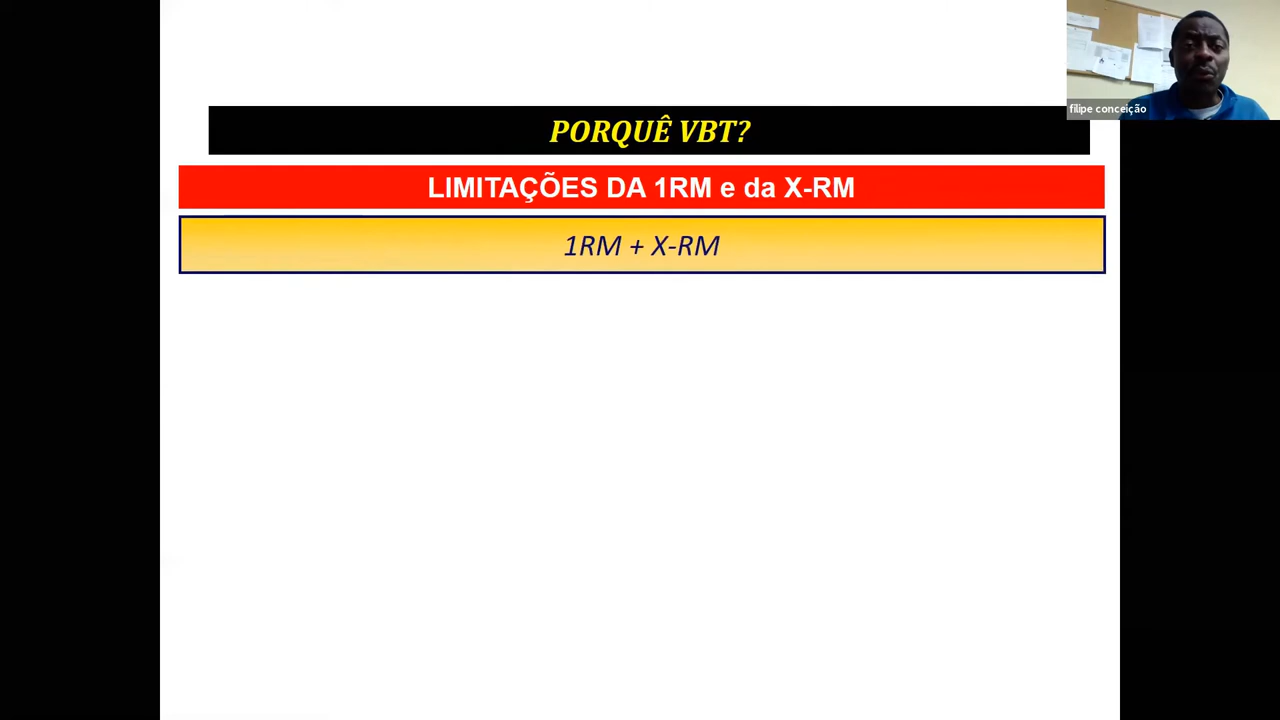 filipe conceição
PORQUÊ VBT?
LIMITAÇÕES DA 1RM e da X-RM
1RM + X-RM